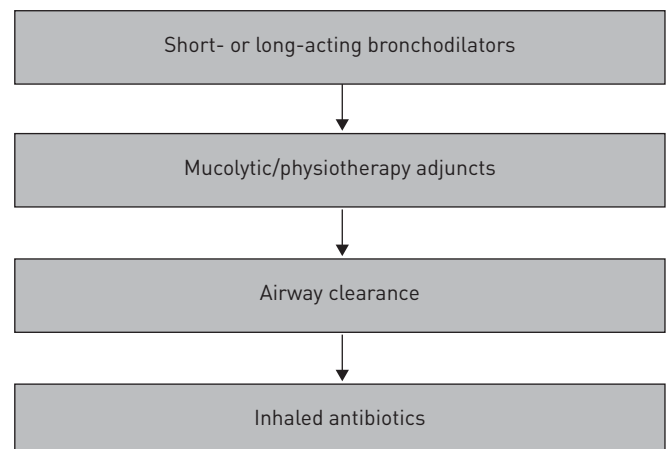 Short- or long-acting bronchodilators
Mucolytic/physiotherapy adjuncts
Airway clearance
Inhaled antibiotics